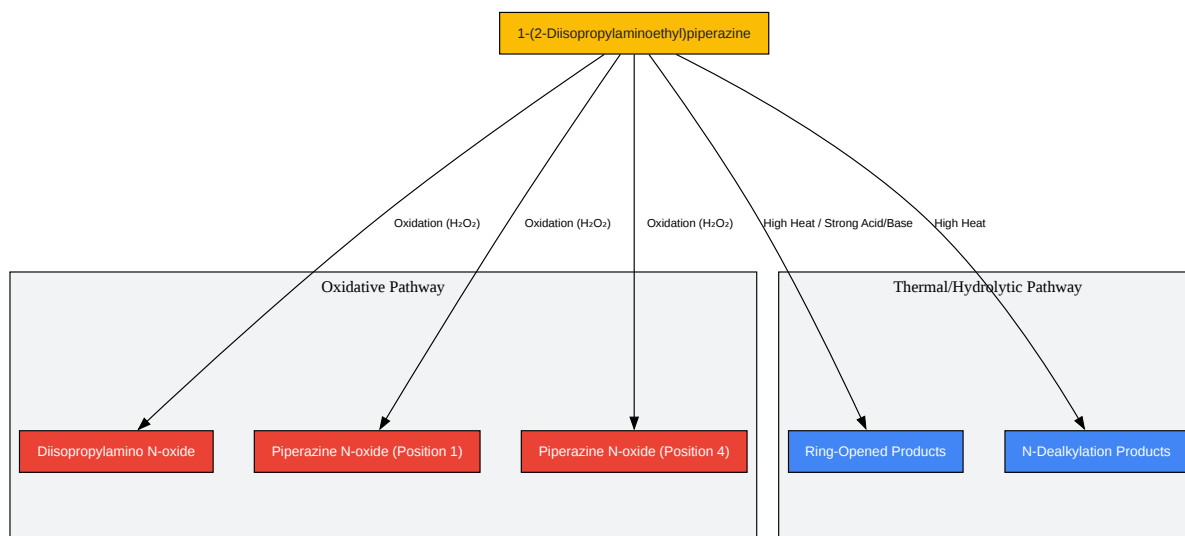 1-(2-Diisopropylaminoethyl)piperazine
Oxidation (H₂O₂)
Oxidation (H₂O₂)
Oxidation (H₂O₂)
High Heat / Strong Acid/Base
High Heat
Oxidative Pathway
Thermal/Hydrolytic Pathway
Diisopropylamino N-oxide
Piperazine N-oxide (Position 1)
Piperazine N-oxide (Position 4)
Ring-Opened Products
N-Dealkylation Products